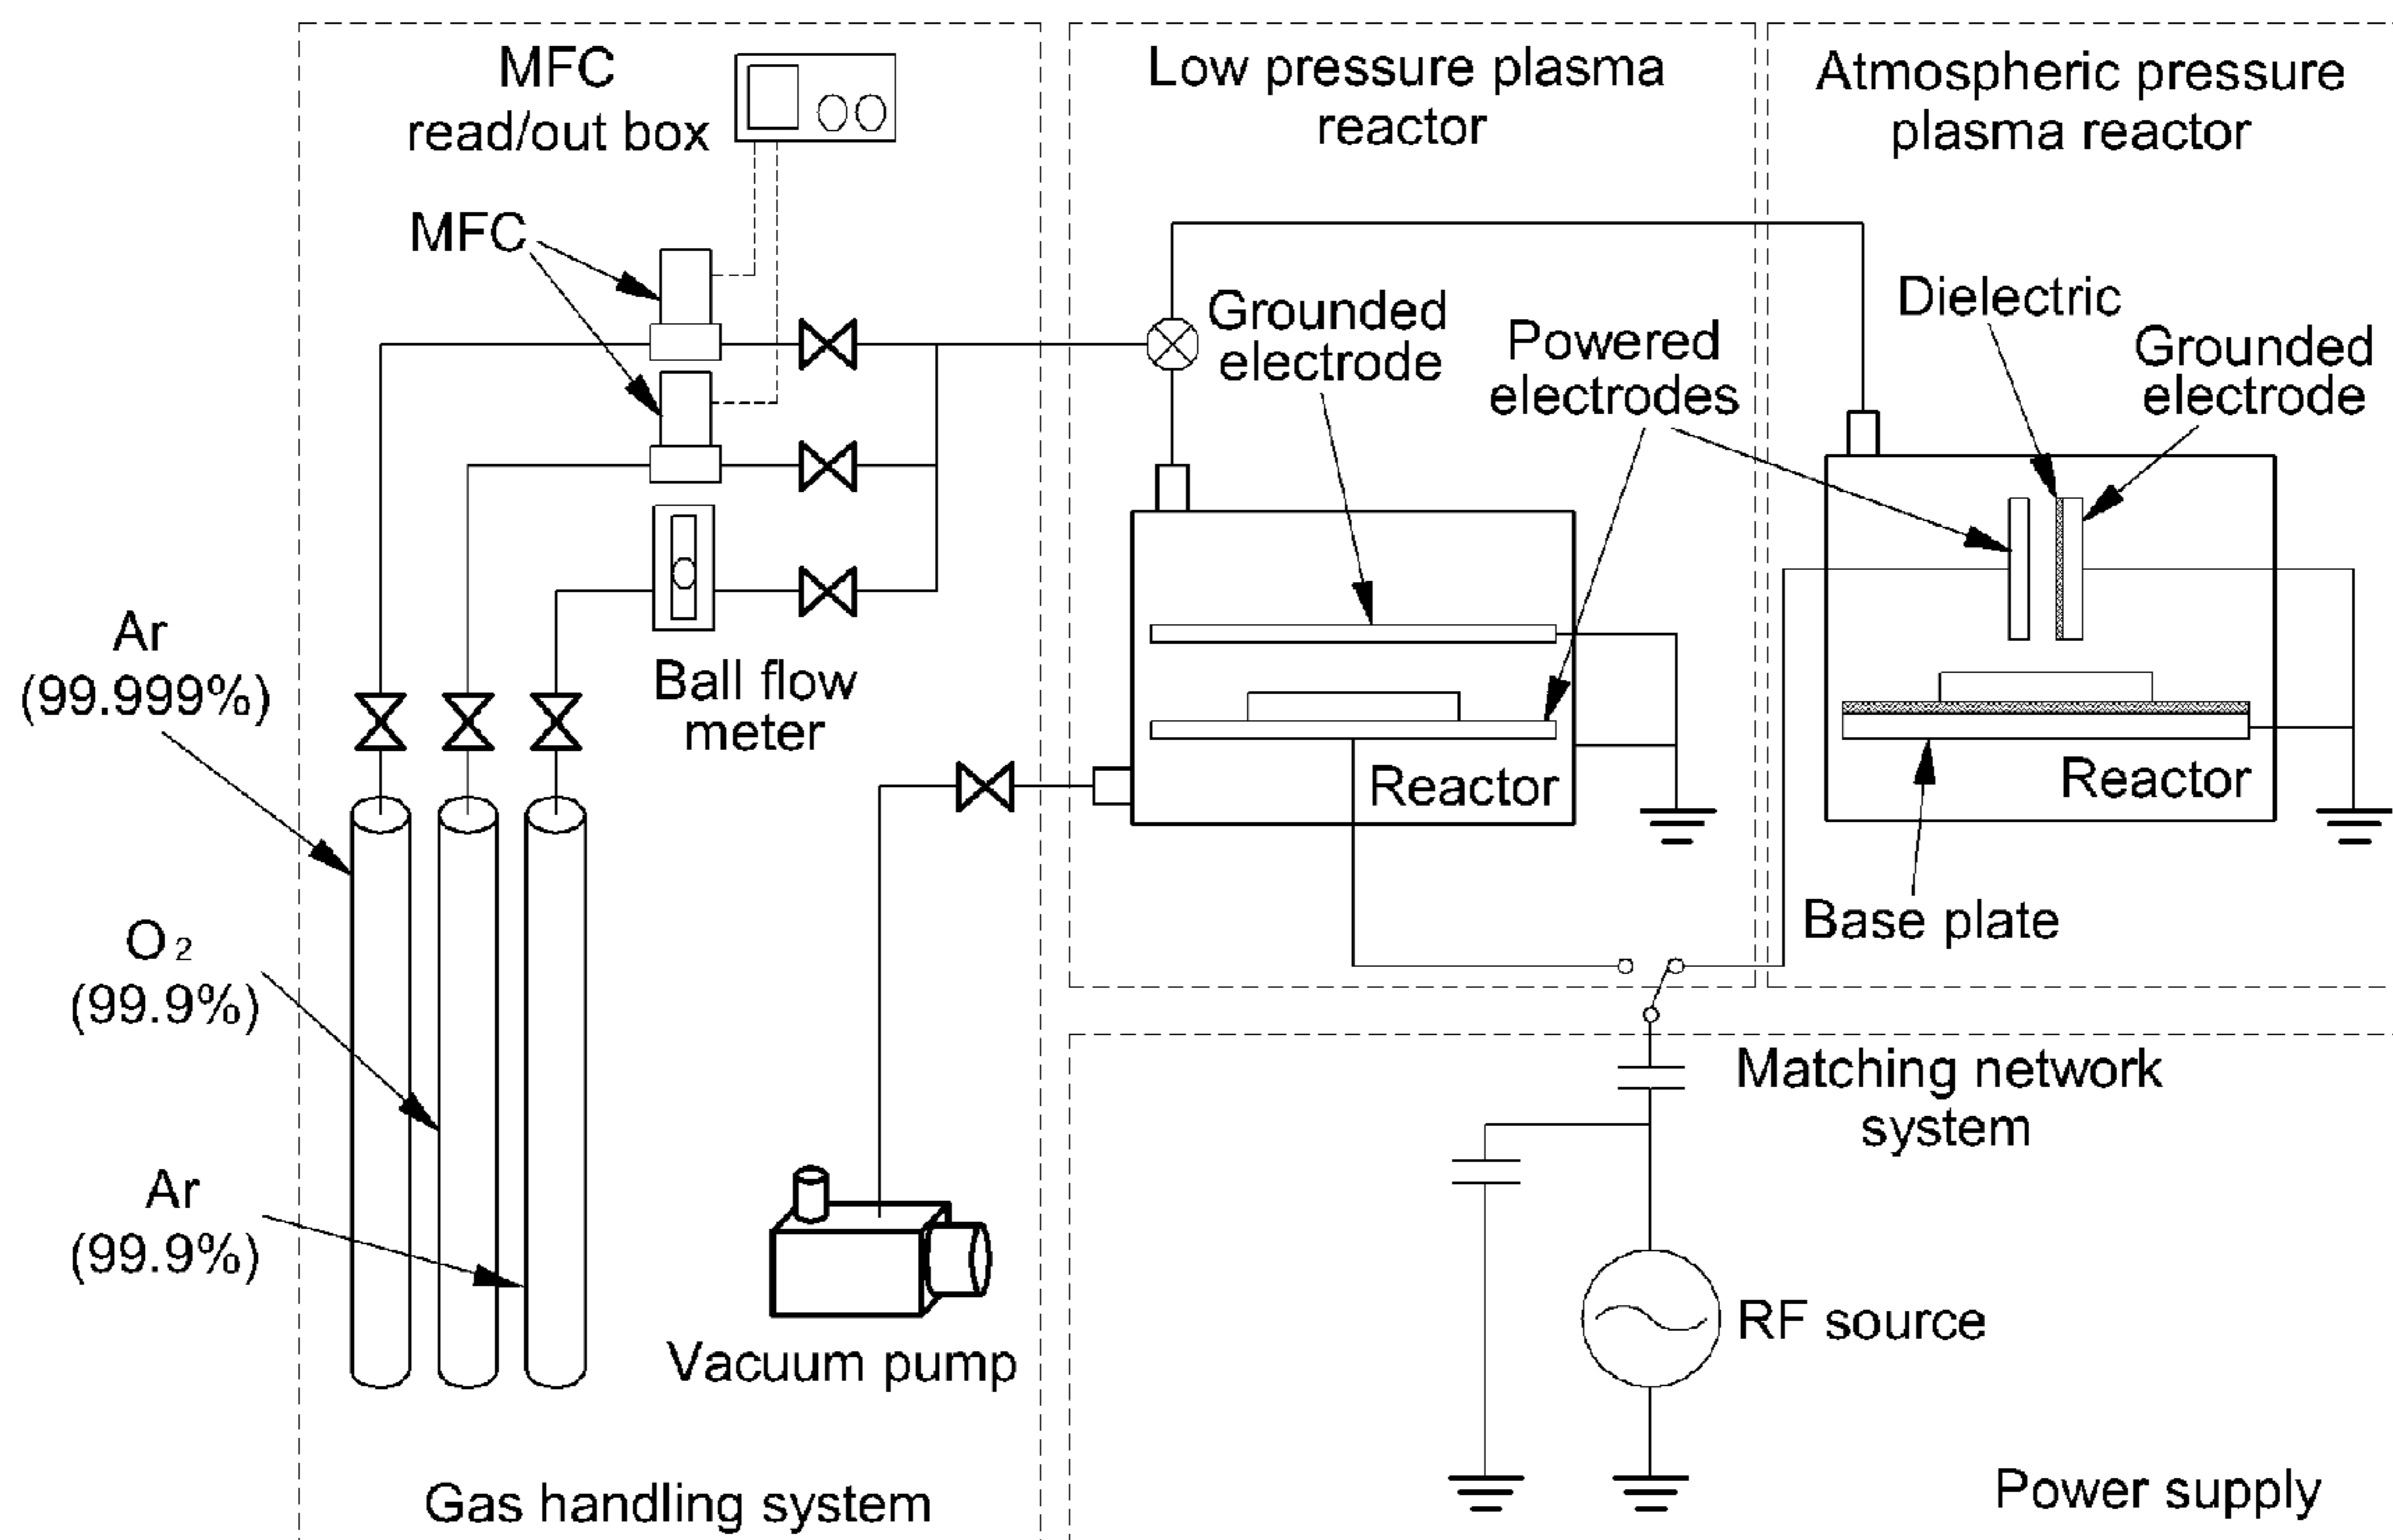 MFC
read/out box
MFC
Low pressure plasma
reactor
Atmospheric pressure
plasma reactor
Grounded
electrode
Powered
electrodes
Dielectric
Grounded
electrode
Ar
(99.999%)
Ball flow
meter
Reactor
Reactor
O2
(99.9%)
Base plate
Matching network
system
Ar
(99.9%)
RF source
Vacuum pump
Gas handling system
Power supply